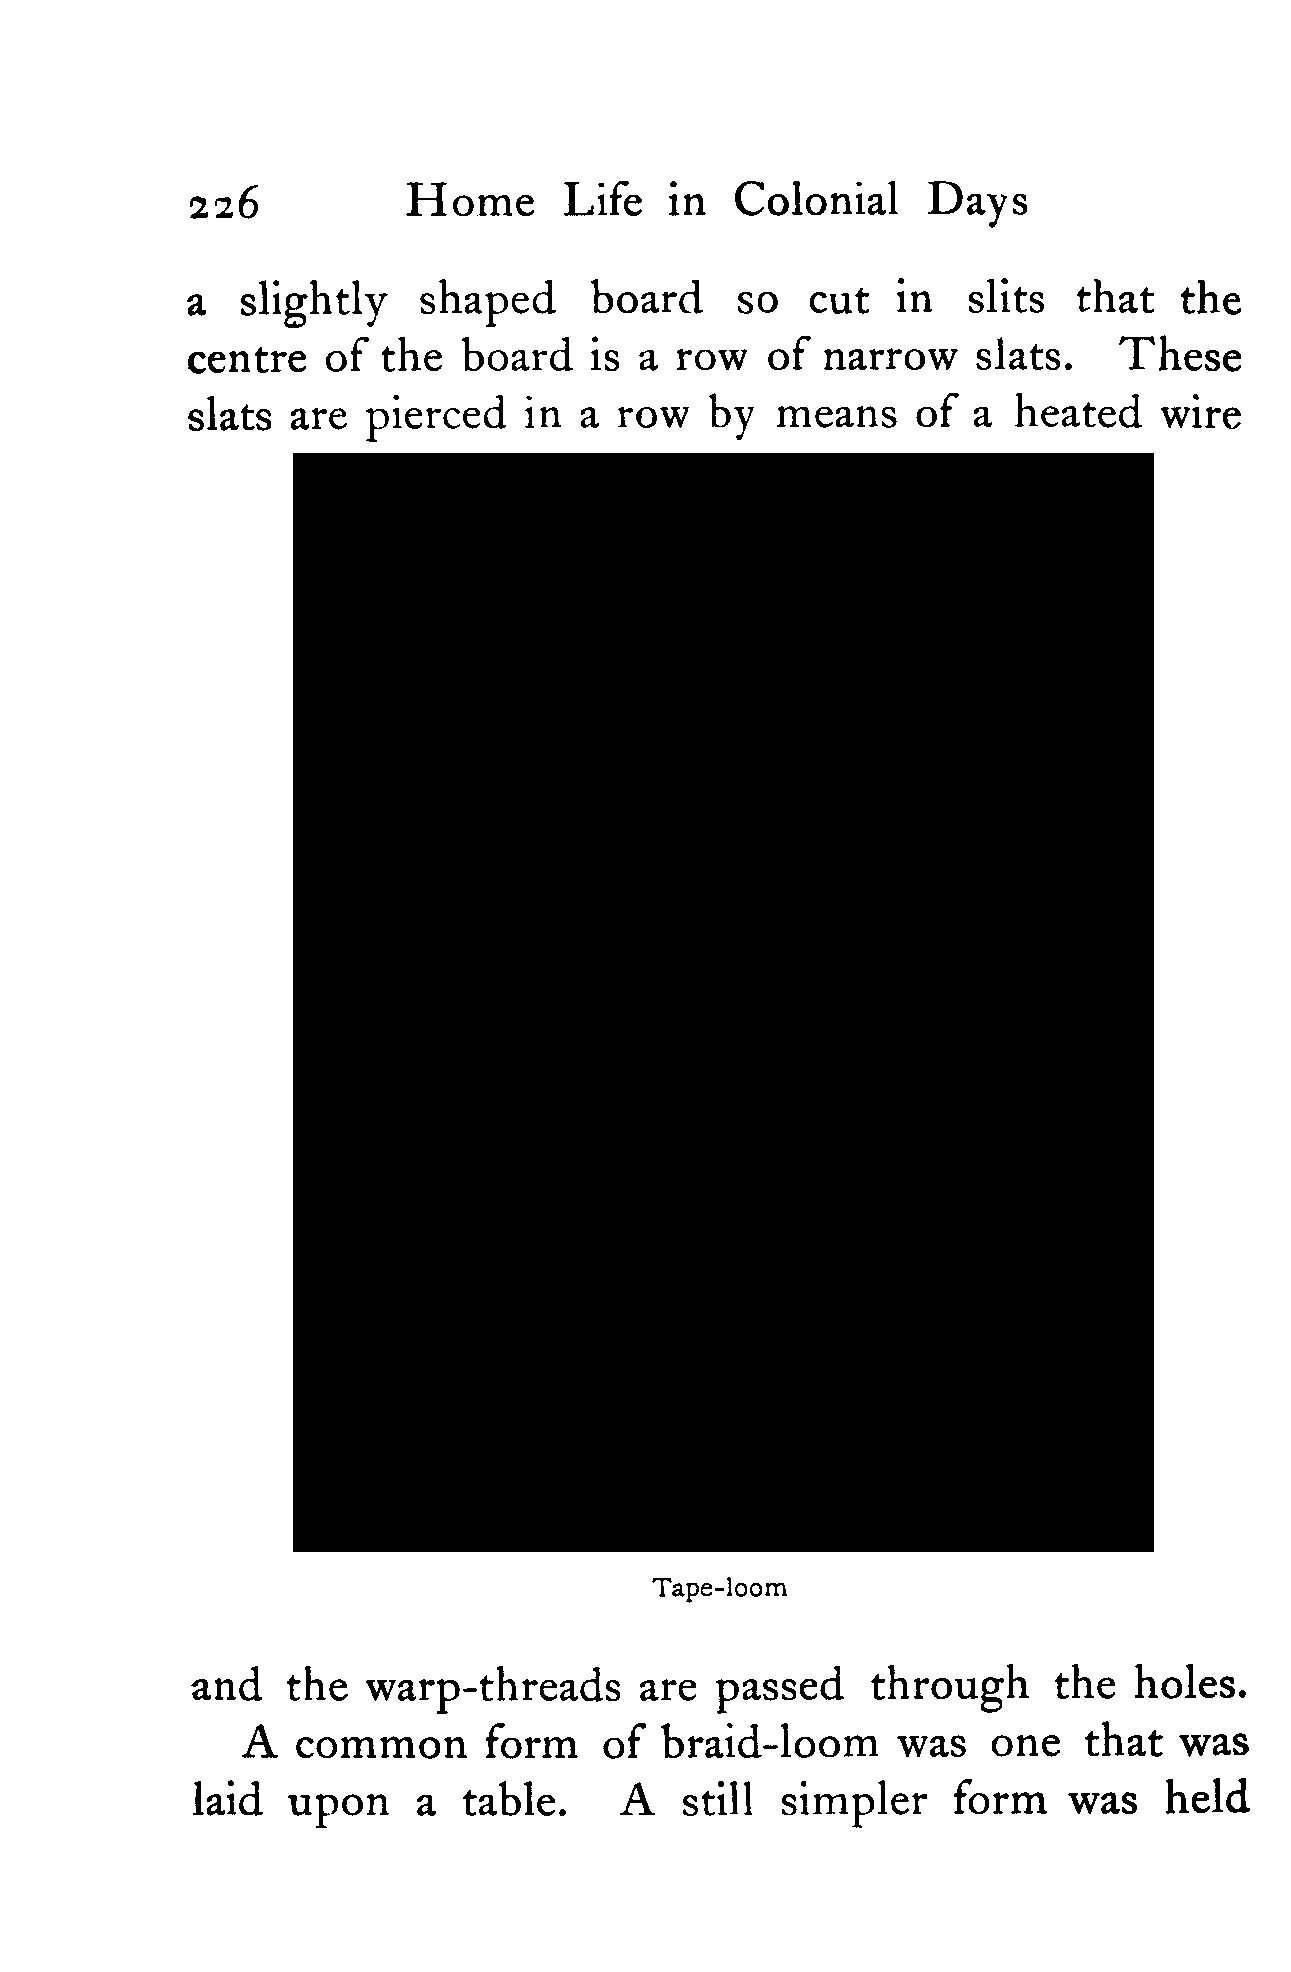 226 Home Life in Colonial Days
a slightly shaped board so cut in slits that the
centre of the board is a row of narrow slats. These
slats are pierced in a row by means of a heated wire
Tape-loom
and the warp-threads are passed through the holes.
A common form of braid-loom was one that was
laid upon a table. A still simpler form was held